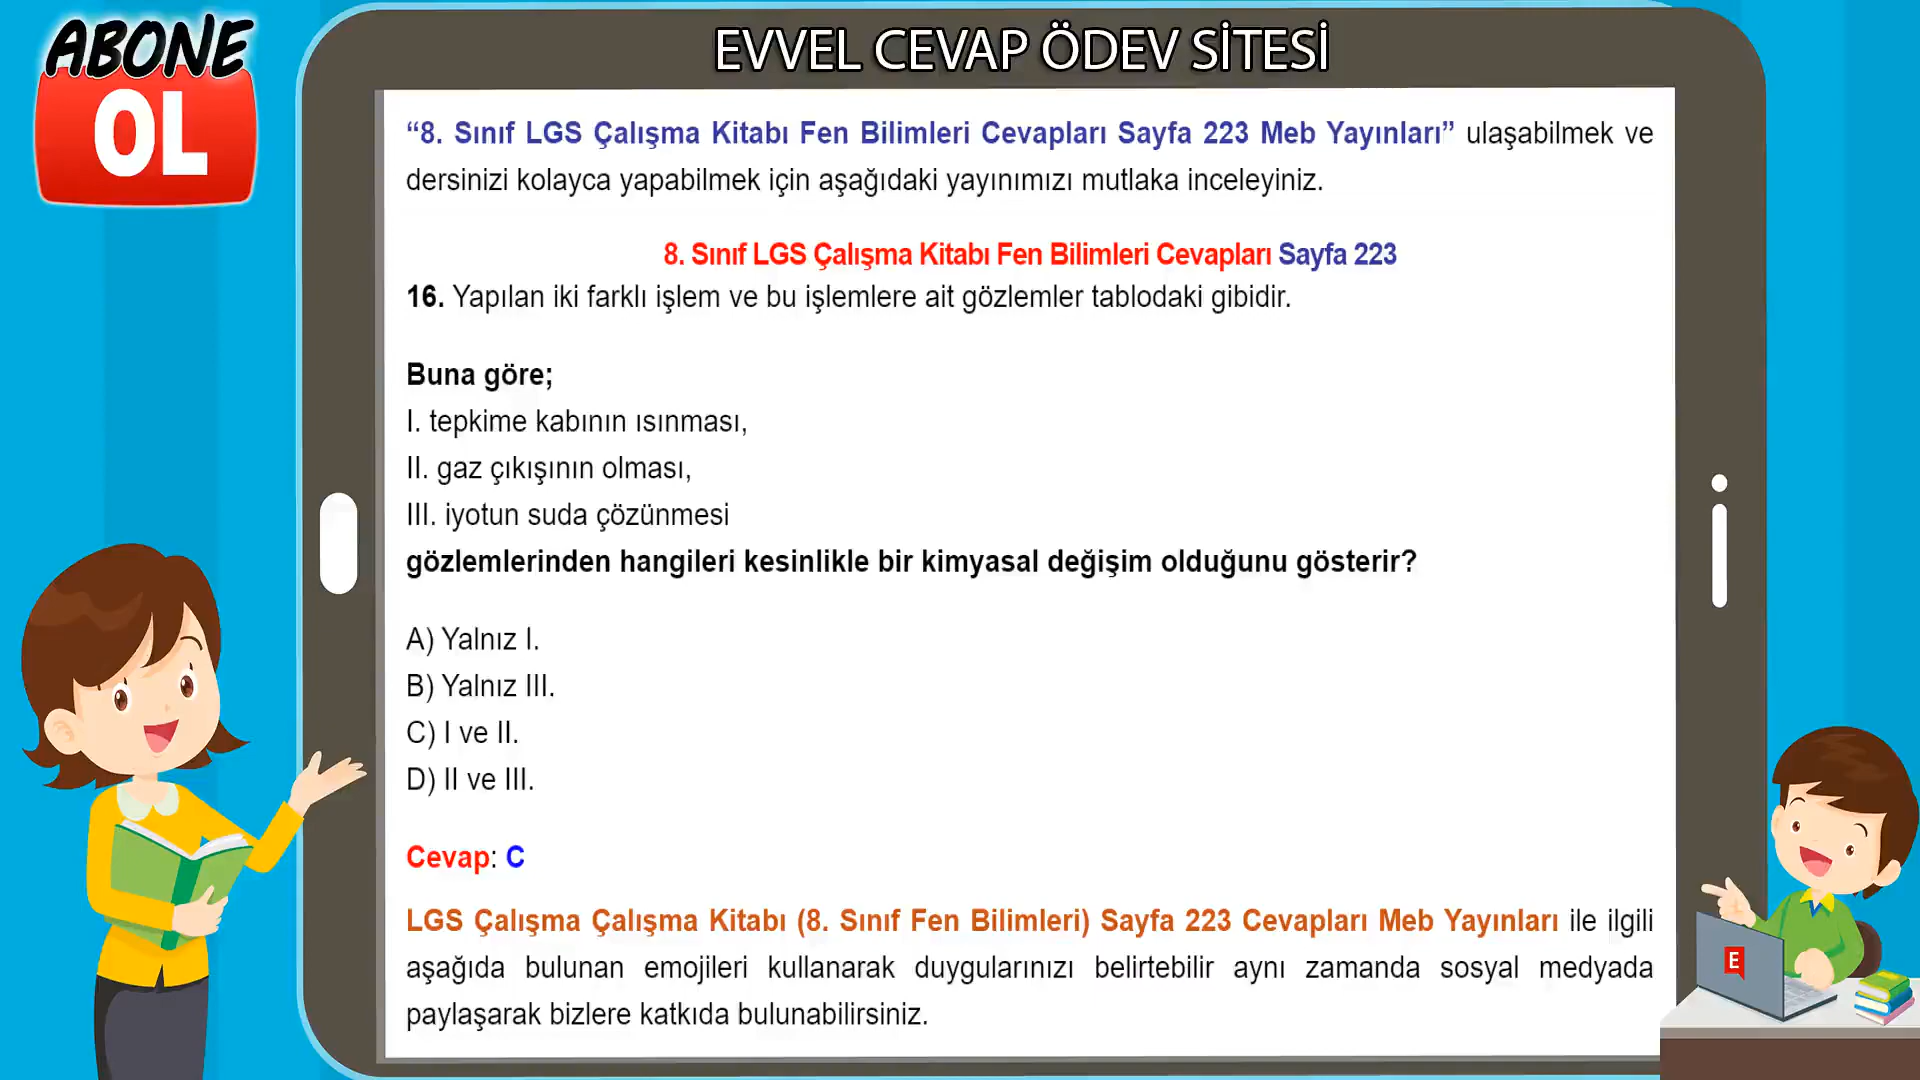 ABONE
OL
EVVEL CEVAP ÖDEV SİTESİ
“8. Sınıf LGS Çalışma Kitabı Fen Bilimleri Cevapları Sayfa 223 Meb Yayınları” ulaşabilmek ve
dersinizi kolayca yapabilmek için aşağıdaki yayınımızı mutlaka inceleyiniz.
8. Sınıf LGS Çalışma Kitabı Fen Bilimleri Cevapları Sayfa 223
16. Yapılan iki farklı işlem ve bu işlemlere ait gözlemler tablodaki gibidir.
Buna göre;
I. tepkime kabının ısınması,
II. gaz çıkışının olması,
III. iyotun suda çözünmesi
gözlemlerinden hangileri kesinlikle bir kimyasal değişim olduğunu gösterir?
A) Yalnız I.
B) Yalnız III.
C) I ve II.
D) II ve III.
Cevap: C
LGS Çalışma Çalışma Kitabı (8. Sınıf Fen Bilimleri) Sayfa 223 Cevapları Meb Yayınları ile ilgili
aşağıda bulunan emojileri kullanarak duygularınızı belirtebilir aynı zamanda sosyal medyada
paylaşarak bizlere katkıda bulunabilirsiniz.
E